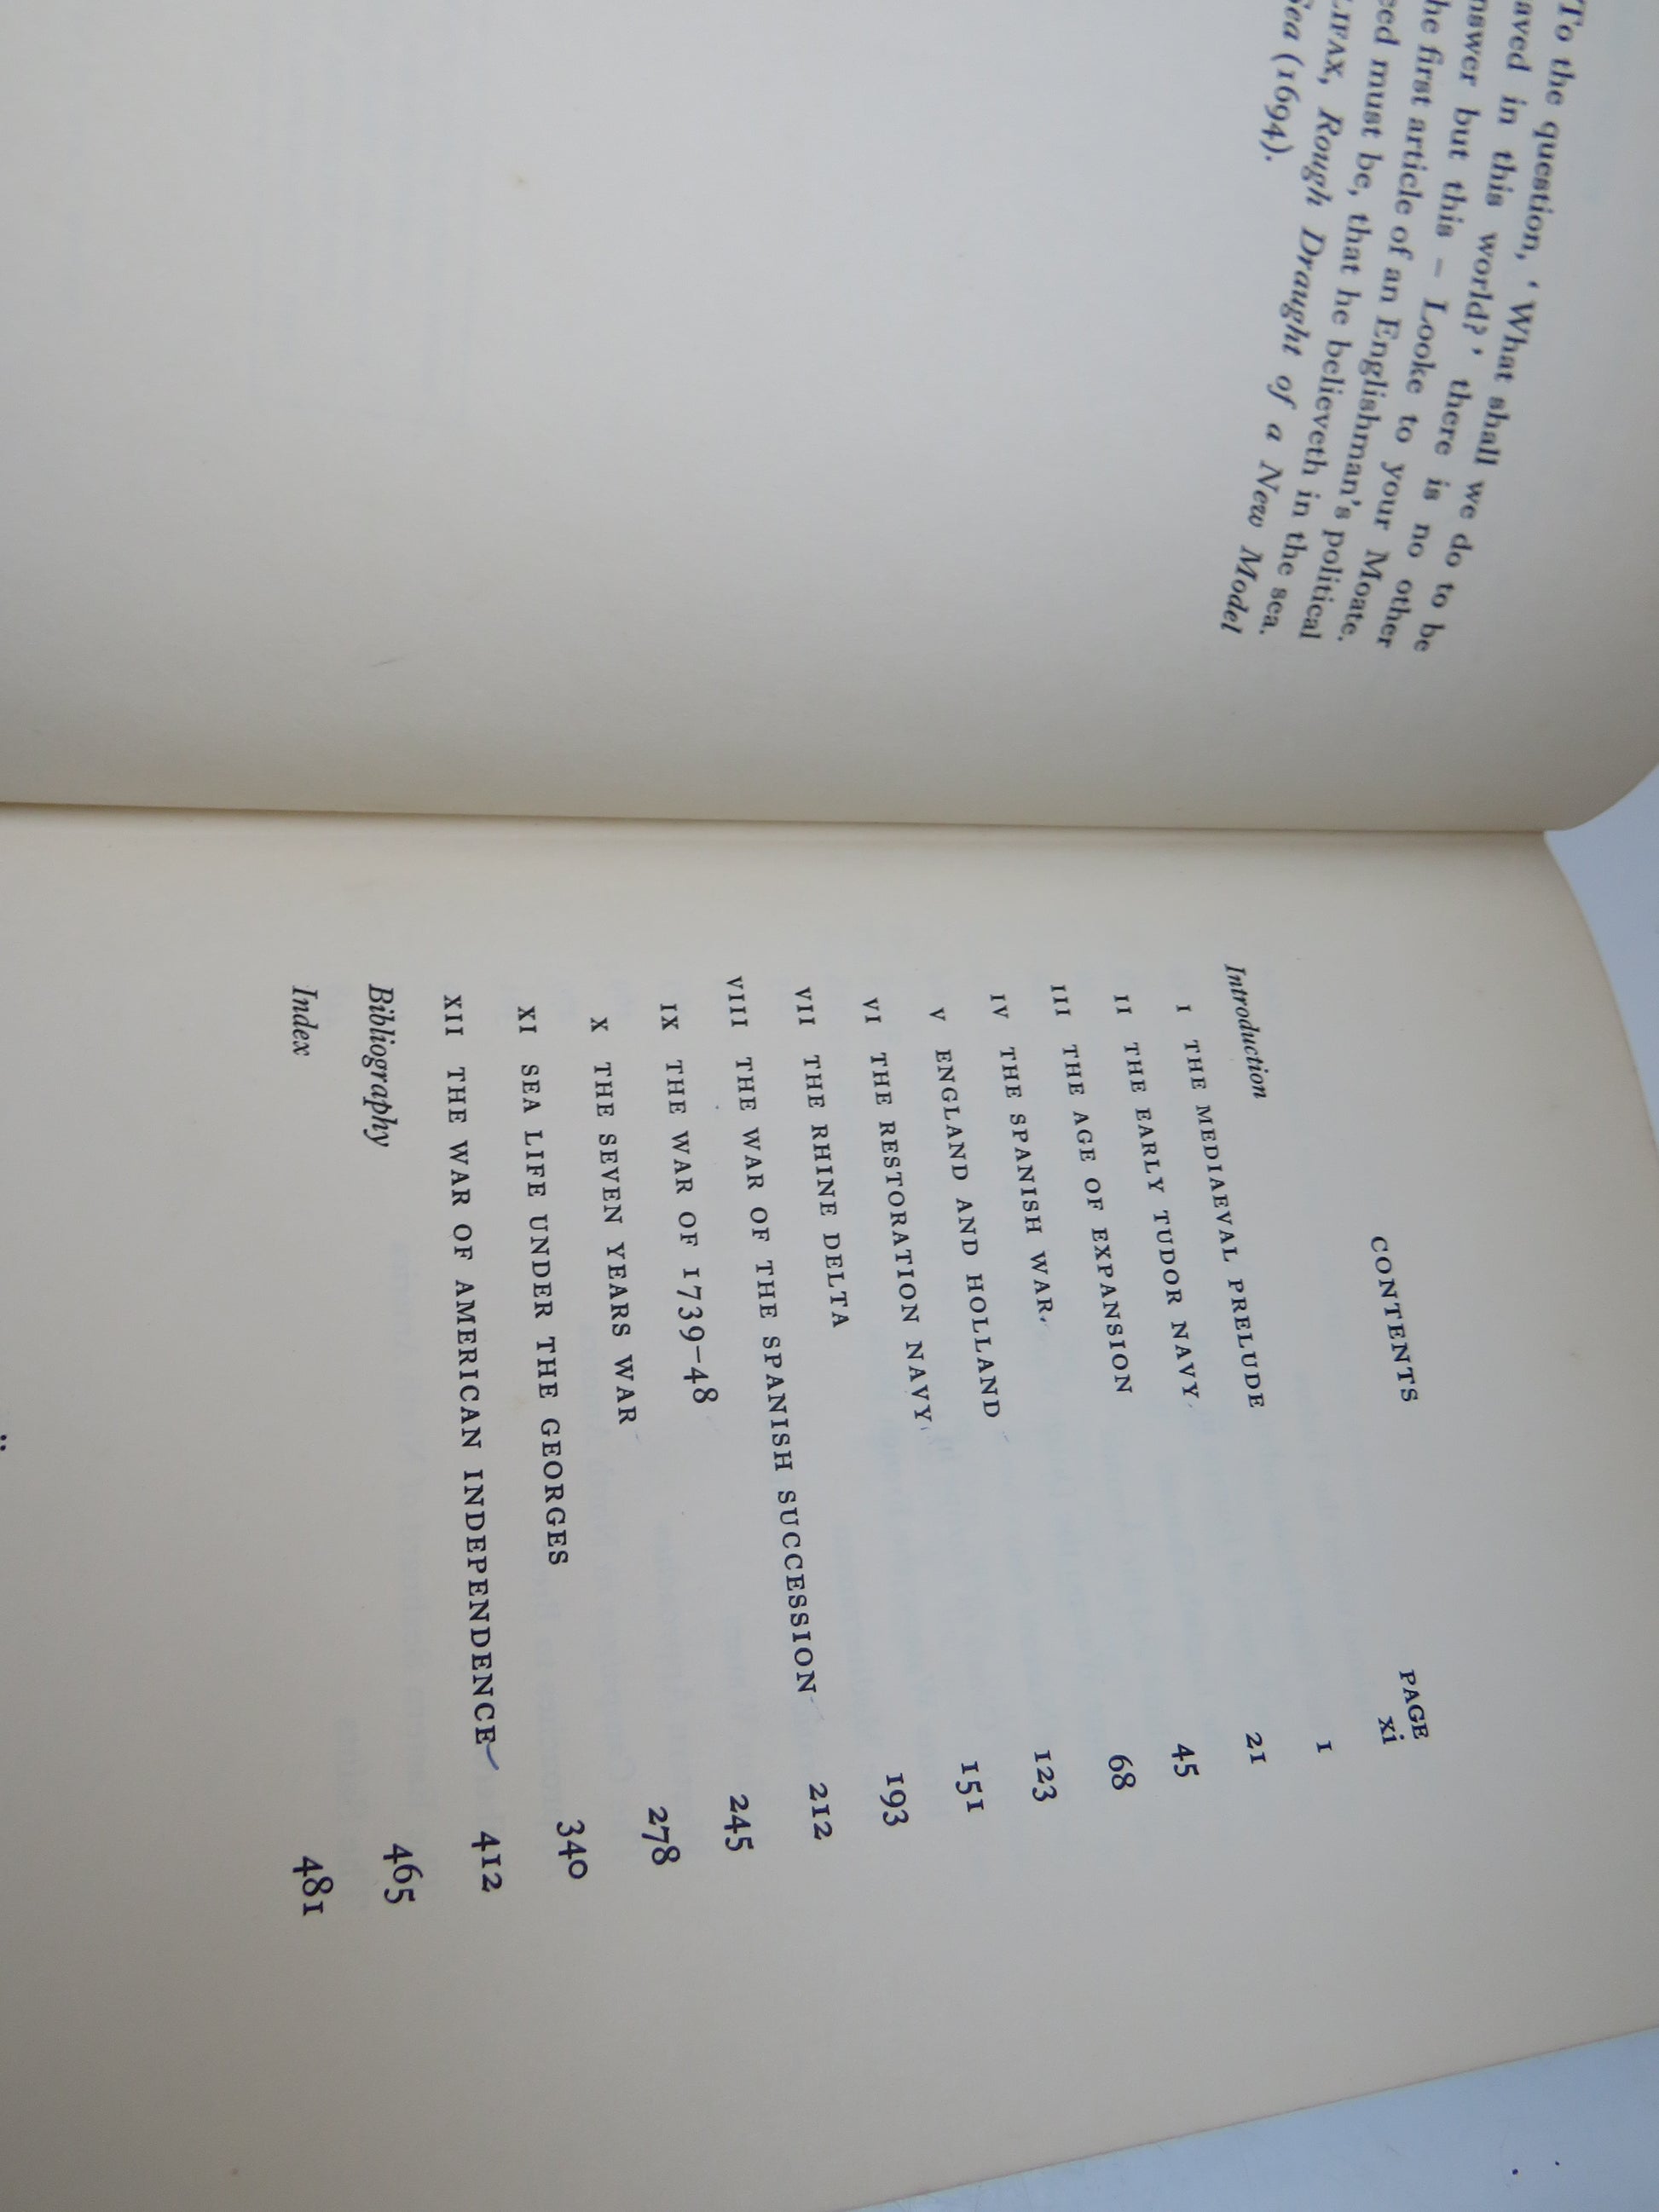 To the question, ‘What shall we do to be
aved in this world?’ there is no other
nswer but this – Looke to your Moate.
he first article of an Englishman's political
eed must be, that he believeth in the sea.
LIFAX, Rough Draught of a New Model
Sea (1694).
CONTENTS
PAGE
Introduction xi
I THE MEDIAEVAL PRELUDE 1
II THE EARLY TUDOR NAVY 21
III THE AGE OF EXPANSION 45
IV THE SPANISH WAR 68
V ENGLAND AND HOLLAND 123
VI THE RESTORATION NAVY 151
VII THE RHINE DELTA 193
VIII THE WAR OF THE SPANISH SUCCESSION 212
IX THE WAR OF 1739–48 245
X THE SEVEN YEARS WAR 278
XI SEA LIFE UNDER THE GEORGES 340
XII THE WAR OF AMERICAN INDEPENDENCE 412
Bibliography 465
Index 481